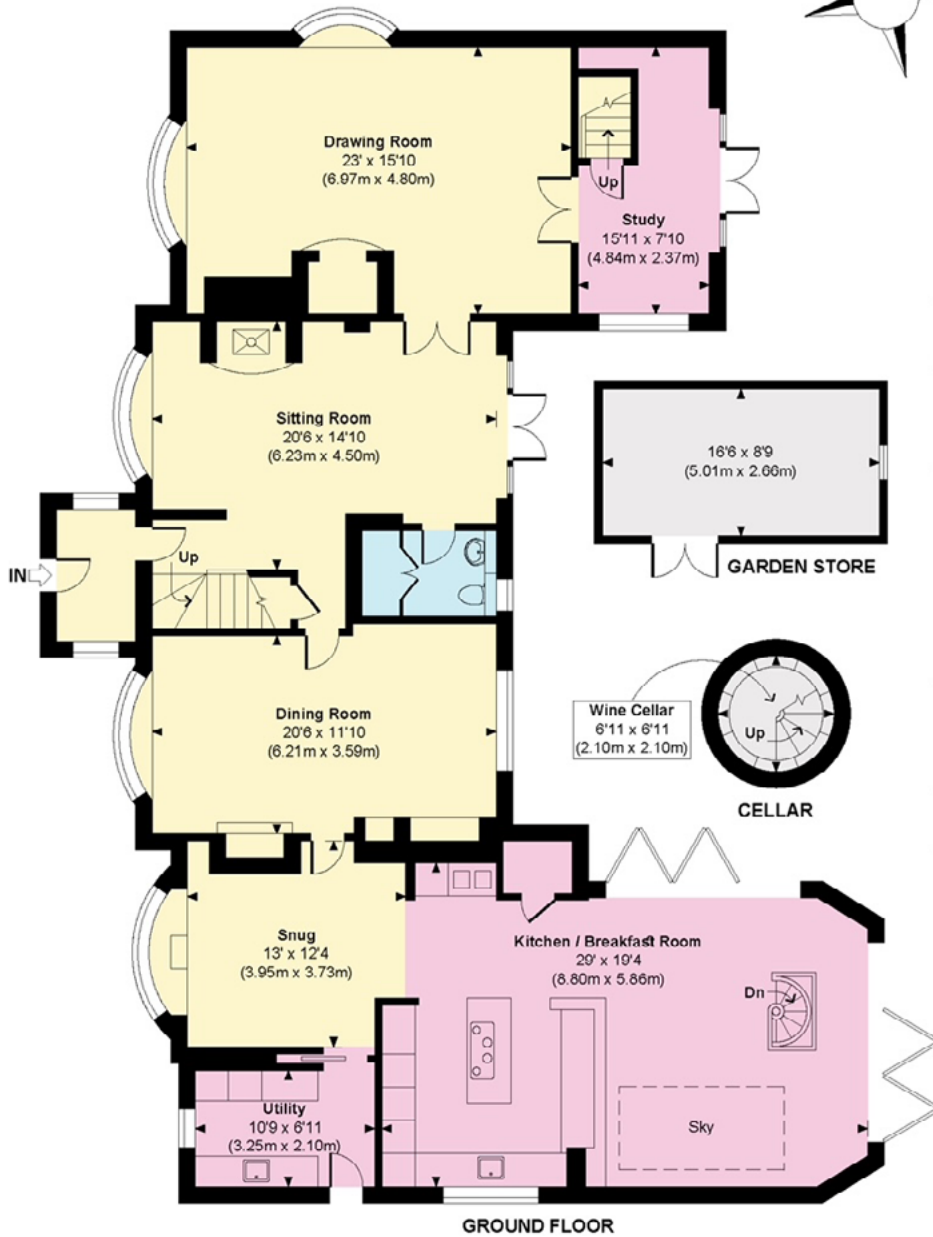 Drawing Room
23' x 15'10
(6.97m x 4.80m)
Up
Study
15'11 x 7'10
(4.84m x 2.37m)
Sitting Room
20'6 x 14'10
(6.23m x 4.50m)
16'6 x 8'9
(5.01m x 2.66m)
GARDEN STORE
IN
Up
Dining Room
20'6 x 11'10
(6.21m x 3.59m)
Wine Cellar
6'11 x 6'11
(2.10m x 2.10m)
Up
CELLAR
Snug
13' x 12'4
(3.95m x 3.73m)
Kitchen / Breakfast Room
29' x 19'4
(8.80m x 5.86m)
Dn
Utility
10'9 x 6'11
(3.25m x 2.10m)
Sky
GROUND FLOOR